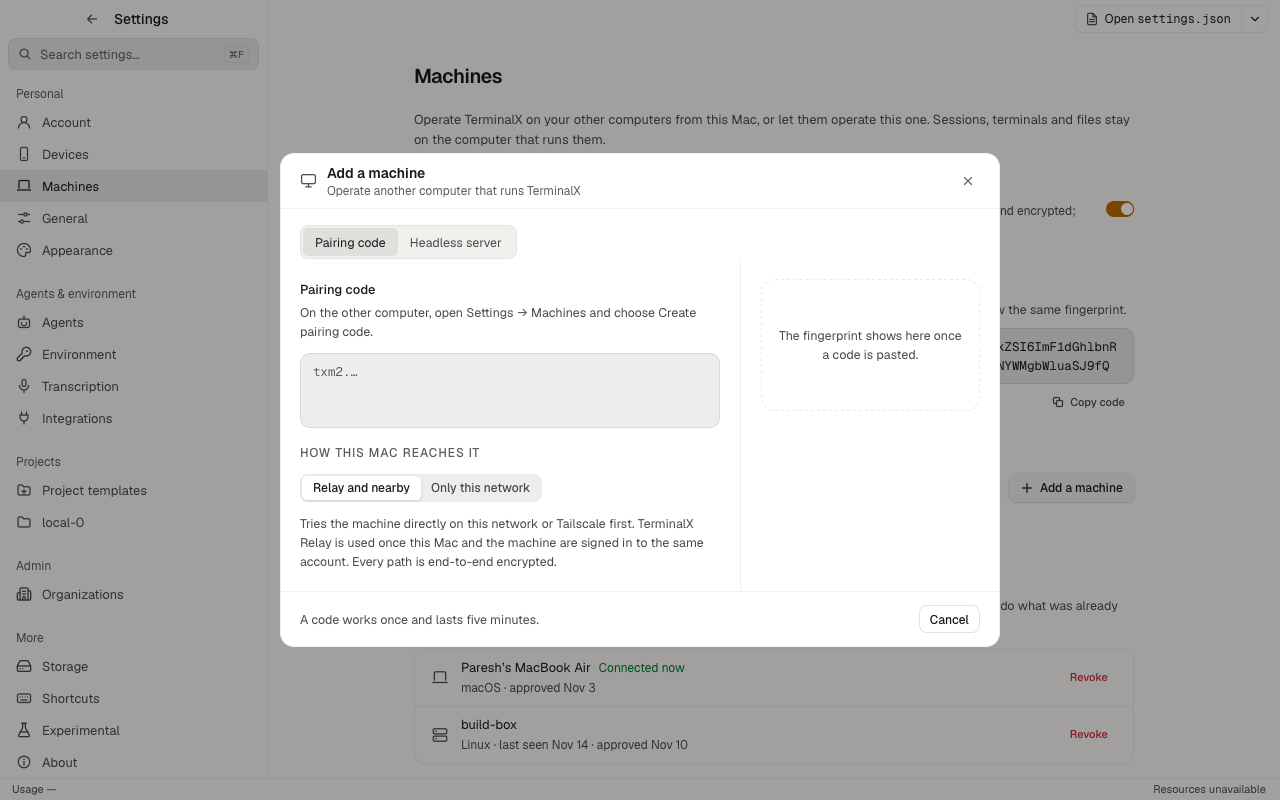 Settings
Search settings…
⌘F
Personal
Account
Devices
Machines
General
Appearance
Agents & environment
Agents
Environment
Transcription
Integrations
Projects
Project templates
local-0
Admin
Organizations
More
Storage
Shortcuts
Experimental
About
Usage —
Open settings.json
Machines
Operate TerminalX on your other computers from this Mac, or let them operate this one. Sessions, terminals and files stay
on the computer that runs them.
nd encrypted;
the same fingerprint.
kZSI6ImF1dGhlbnR
NYWMgbWluaSJ9fQ
Copy code
Add a machine
do what was already
Add a machine
Operate another computer that runs TerminalX
Pairing code
Headless server
Pairing code
On the other computer, open Settings → Machines and choose Create
pairing code.
txm2.…
HOW THIS MAC REACHES IT
Relay and nearby
Only this network
Tries the machine directly on this network or Tailscale first. TerminalX
Relay is used once this Mac and the machine are signed in to the same
account. Every path is end-to-end encrypted.
The fingerprint shows here once
a code is pasted.
A code works once and lasts five minutes.
Cancel
Paresh's MacBook Air Connected now
macOS · approved Nov 3
Revoke
build-box
Linux · last seen Nov 14 · approved Nov 10
Revoke
Resources unavailable